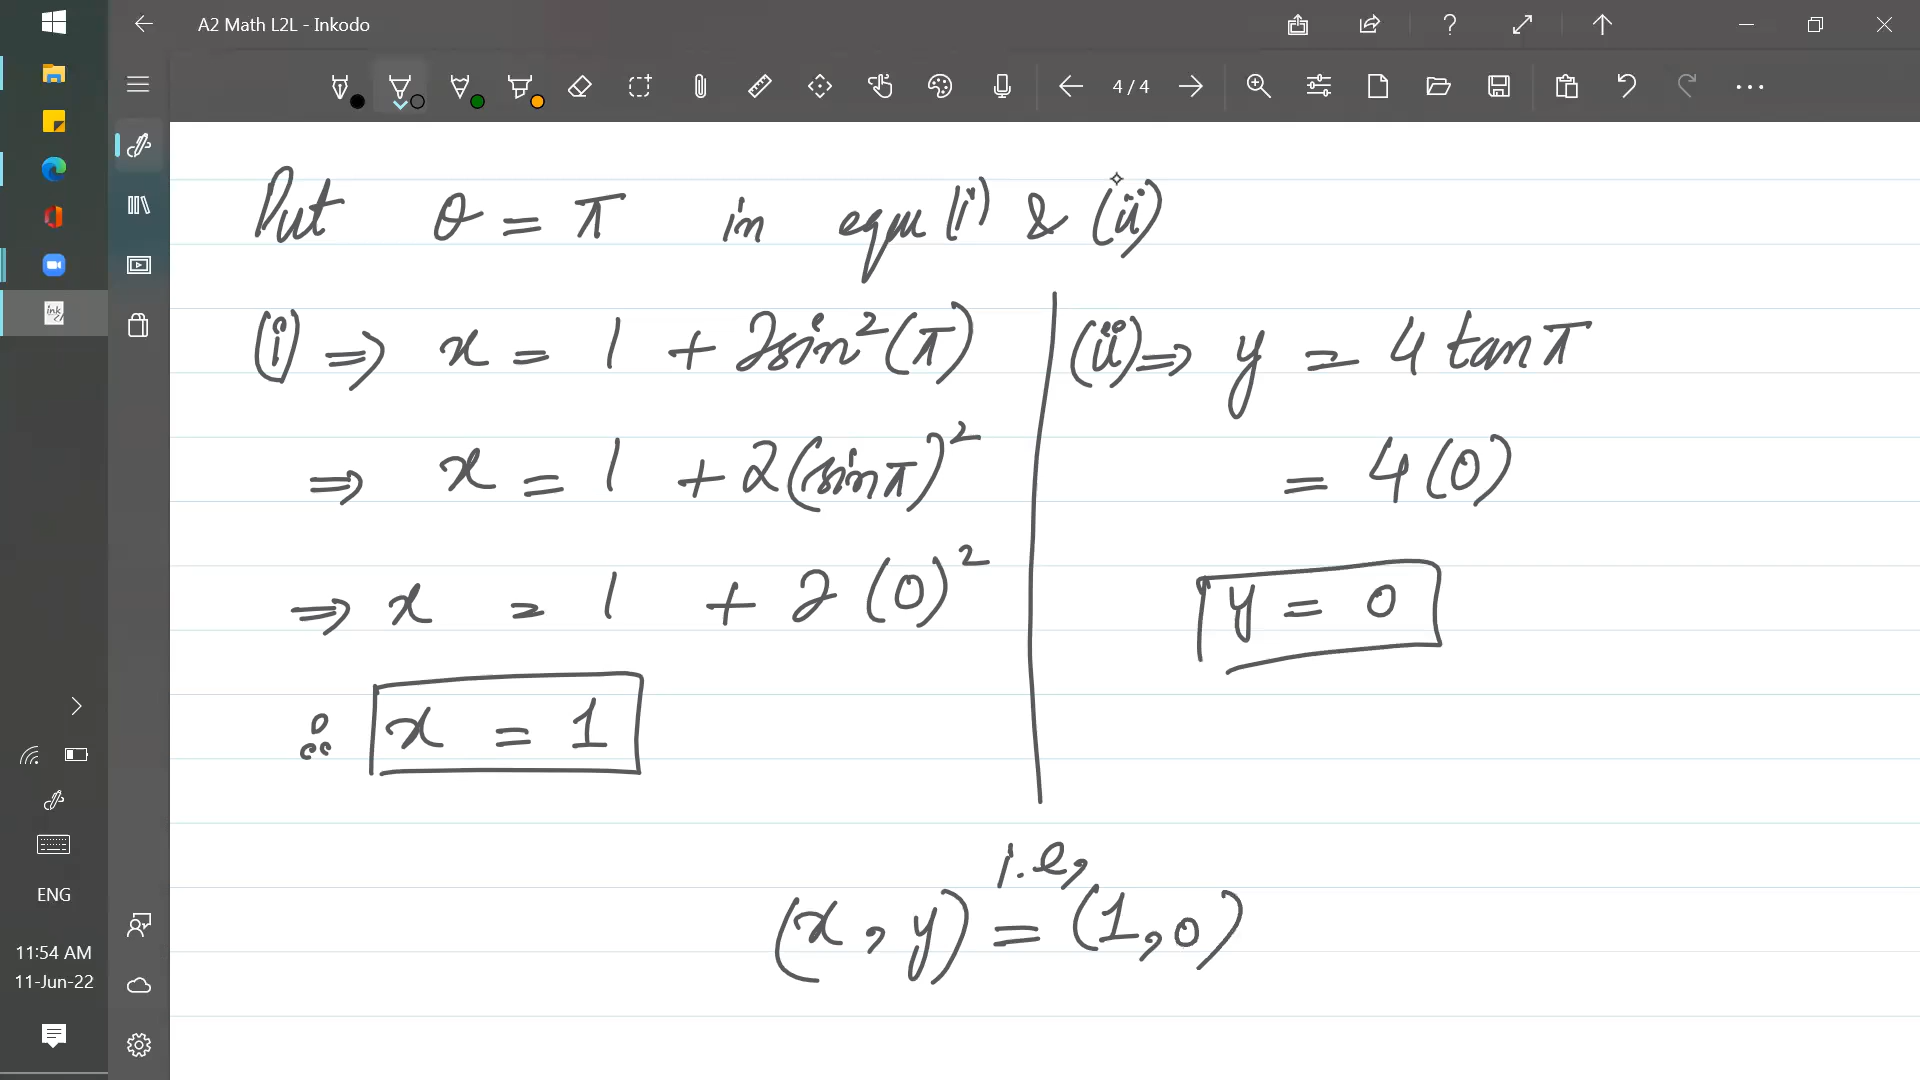 A2 Math L2L - Inkodo
4 / 4
Put θ = π in equ (i) & (ii)
(i) ⇒ x = 1 + 2sin²(π)
(ii) ⇒ y = 4 tan π
⇒ x = 1 + 2(sin π)²
= 4(0)
⇒ x = 1 + 2(0)²
y = 0
∴ x = 1
i.e,
(x, y) = (1, 0)
ENG
11:54 AM
11-Jun-22